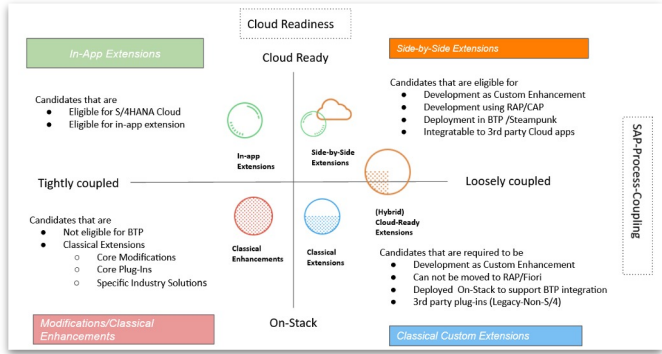 Cloud Readiness
In-App Extensions
Cloud Ready
Side-by-Side Extensions
Candidates that are
Eligible for S/4HANA Cloud
Eligible for in-app extension
Candidates that are eligible for
Development as Custom Enhancement
Development using RAP/CAP
Deployment in BTP /Steampunk
Integratable to 3rd party Cloud apps
In-app
Extensions
Side-by-Side
Extensions
SAP-Process-Coupling
Tightly coupled
Loosely coupled
Candidates that are
Not eligible for BTP
Classical Extensions
Core Modifications
Core Plug-Ins
Specific Industry Solutions
Classical
Enhancements
Classical
Extensions
(Hybrid)
Cloud-Ready
Extensions
Candidates that are required to be
Development as Custom Enhancement
Can not be moved to RAP/Fiori
Deployed On-Stack to support BTP integration
3rd party plug-ins (Legacy-Non-S/4)
Modifications/Classical
Enhancements
On-Stack
Classical Custom Extensions